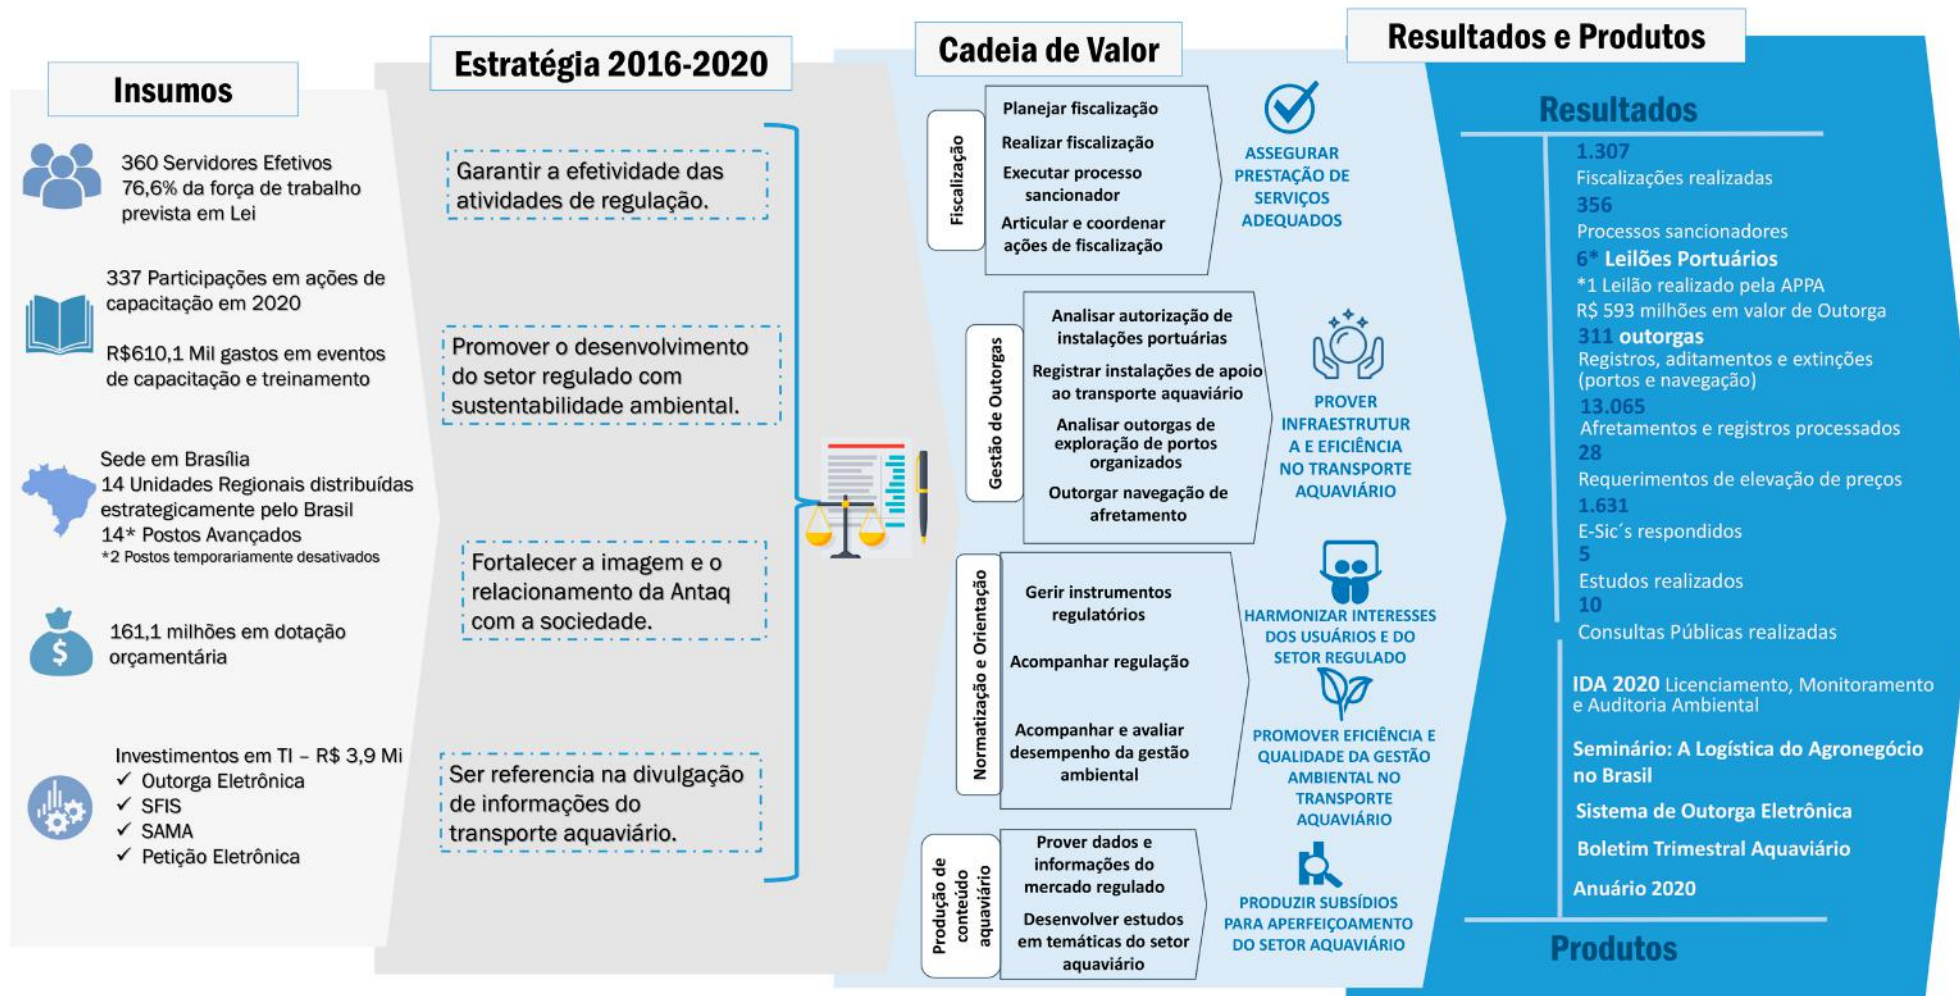 Insumos
360 Servidores Efetivos
76,6% da força de trabalho
prevista em Lei
337 Participações em ações de
capacitação em 2020
R$610,1 Mil gastos em eventos
de capacitação e treinamento
Sede em Brasília
14 Unidades Regionais distribuídas
estrategicamente pelo Brasil
14* Postos Avançados
*2 Postos temporariamente desativados
161,1 milhões em dotação
orçamentária
Investimentos em TI – R$ 3,9 Mi
✓ Outorga Eletrônica
✓ SFIS
✓ SAMA
✓ Petição Eletrônica
Estratégia 2016-2020
Garantir a efetividade das
atividades de regulação.
Promover o desenvolvimento
do setor regulado com
sustentabilidade ambiental.
Fortalecer a imagem e o
relacionamento da Antaq
com a sociedade.
Ser referencia na divulgação
de informações do
transporte aquaviário.
Cadeia de Valor
Fiscalização
Planejar fiscalização
Realizar fiscalização
Executar processo
sancionador
Articular e coordenar
ações de fiscalização
ASSEGURAR
PRESTAÇÃO DE
SERVIÇOS
ADEQUADOS
Gestão de Outorgas
Analisar autorização de
instalações portuárias
Registrar instalações de apoio
ao transporte aquaviário
Analisar outorgas de
exploração de portos
organizados
Outorgar navegação de
afretamento
PROVER
INFRAESTRUTUR
A E EFICIÊNCIA
NO TRANSPORTE
AQUAVIÁRIO
Normatização e Orientação
Gerir instrumentos
regulatórios
Acompanhar regulação
Acompanhar e avaliar
desempenho da gestão
ambiental
HARMONIZAR INTERESSES
DOS USUÁRIOS E DO
SETOR REGULADO
PROMOVER EFICIÊNCIA E
QUALIDADE DA GESTÃO
AMBIENTAL NO
TRANSPORTE
AQUAVIÁRIO
Produção de
conteúdo
aquaviário
Prover dados e
informações do
mercado regulado
Desenvolver estudos
em temáticas do setor
aquaviário
PRODUZIR SUBSÍDIOS
PARA APERFEIÇOAMENTO
DO SETOR AQUAVIÁRIO
Resultados e Produtos
Resultados
1.307
Fiscalizações realizadas
356
Processos sancionadores
6* Leilões Portuários
*1 Leilão realizado pela APPA
R$ 593 milhões em valor de Outorga
311 outorgas
Registros, aditamentos e extinções
(portos e navegação)
13.065
Afretamentos e registros processados
28
Requerimentos de elevação de preços
1.631
E-Sic´s respondidos
5
Estudos realizados
10
Consultas Públicas realizadas
IDA 2020 Licenciamento, Monitoramento
e Auditoria Ambiental
Seminário: A Logística do Agronegócio
no Brasil
Sistema de Outorga Eletrônica
Boletim Trimestral Aquaviário
Anuário 2020
Produtos